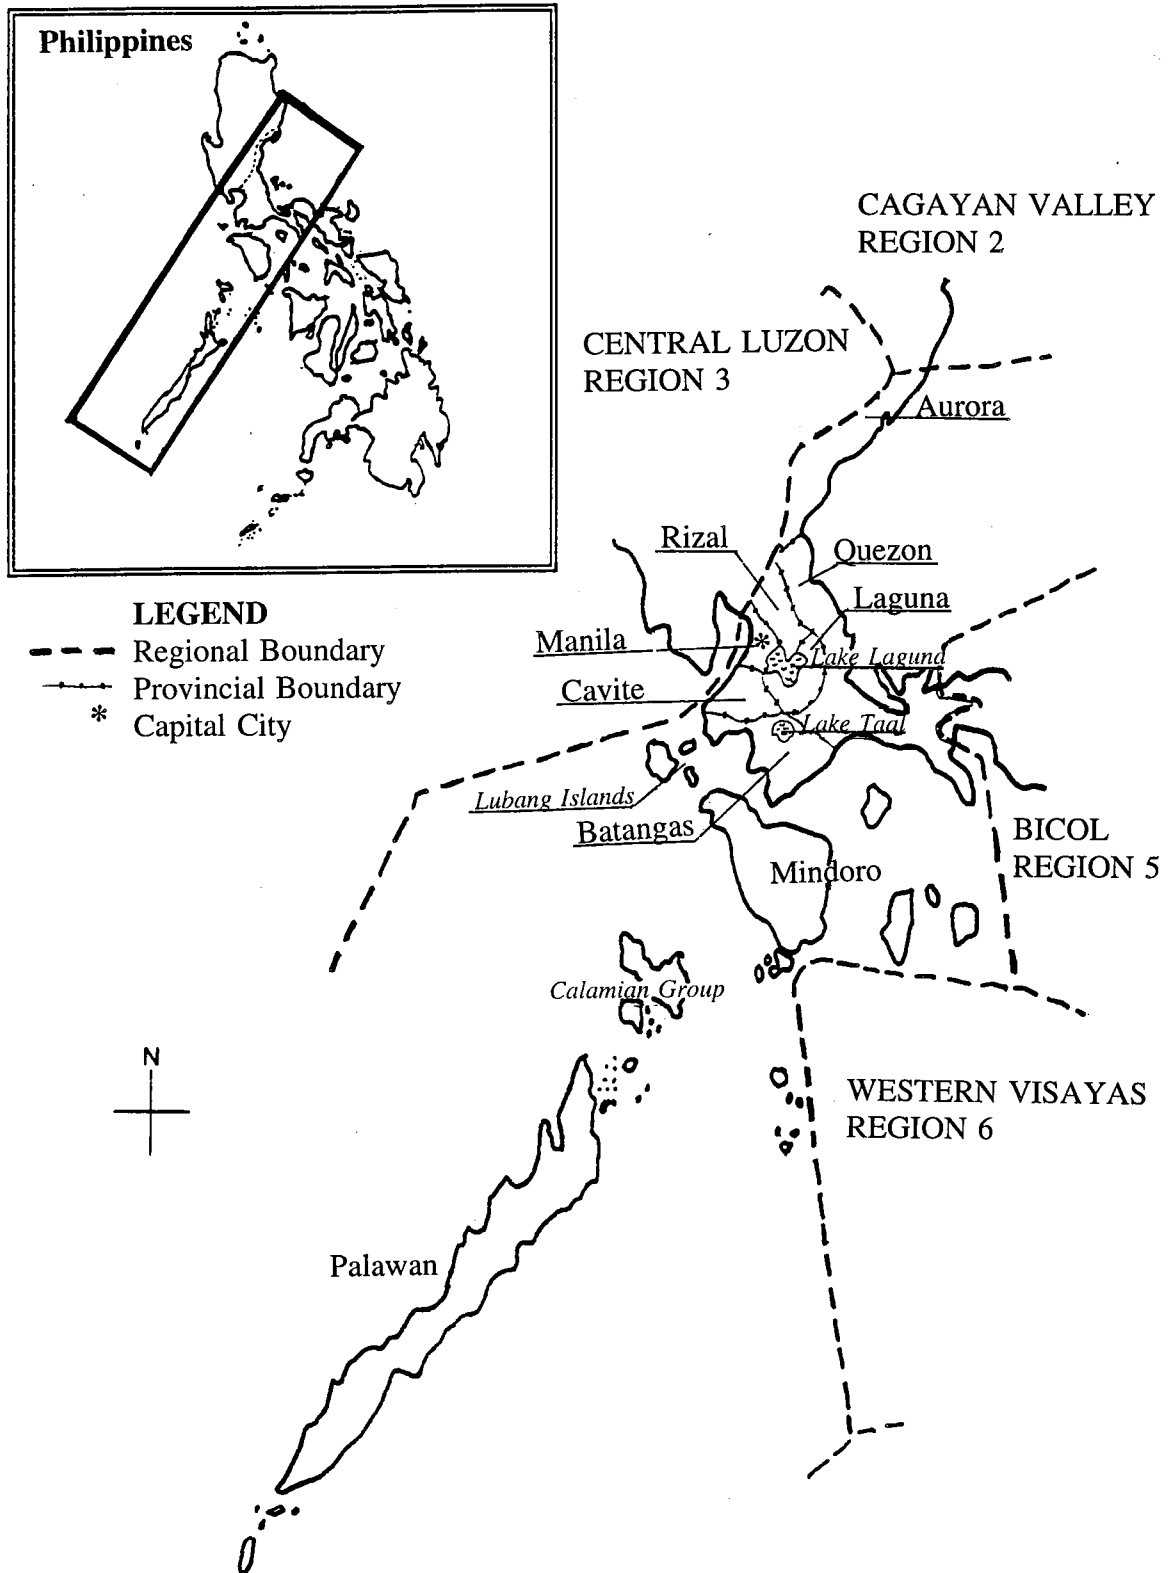 Philippines
CAGAYAN VALLEY
REGION 2
CENTRAL LUZON
REGION 3
Aurora
Rizal
Quezon
Laguna
LEGEND
Regional Boundary
Provincial Boundary
* Capital City
Manila
*
Lake Laguna
Cavite
Lake Taal
Lubang Islands
Batangas
BICOL
REGION 5
Mindoro
Calamian Group
N
WESTERN VISAYAS
REGION 6
Palawan